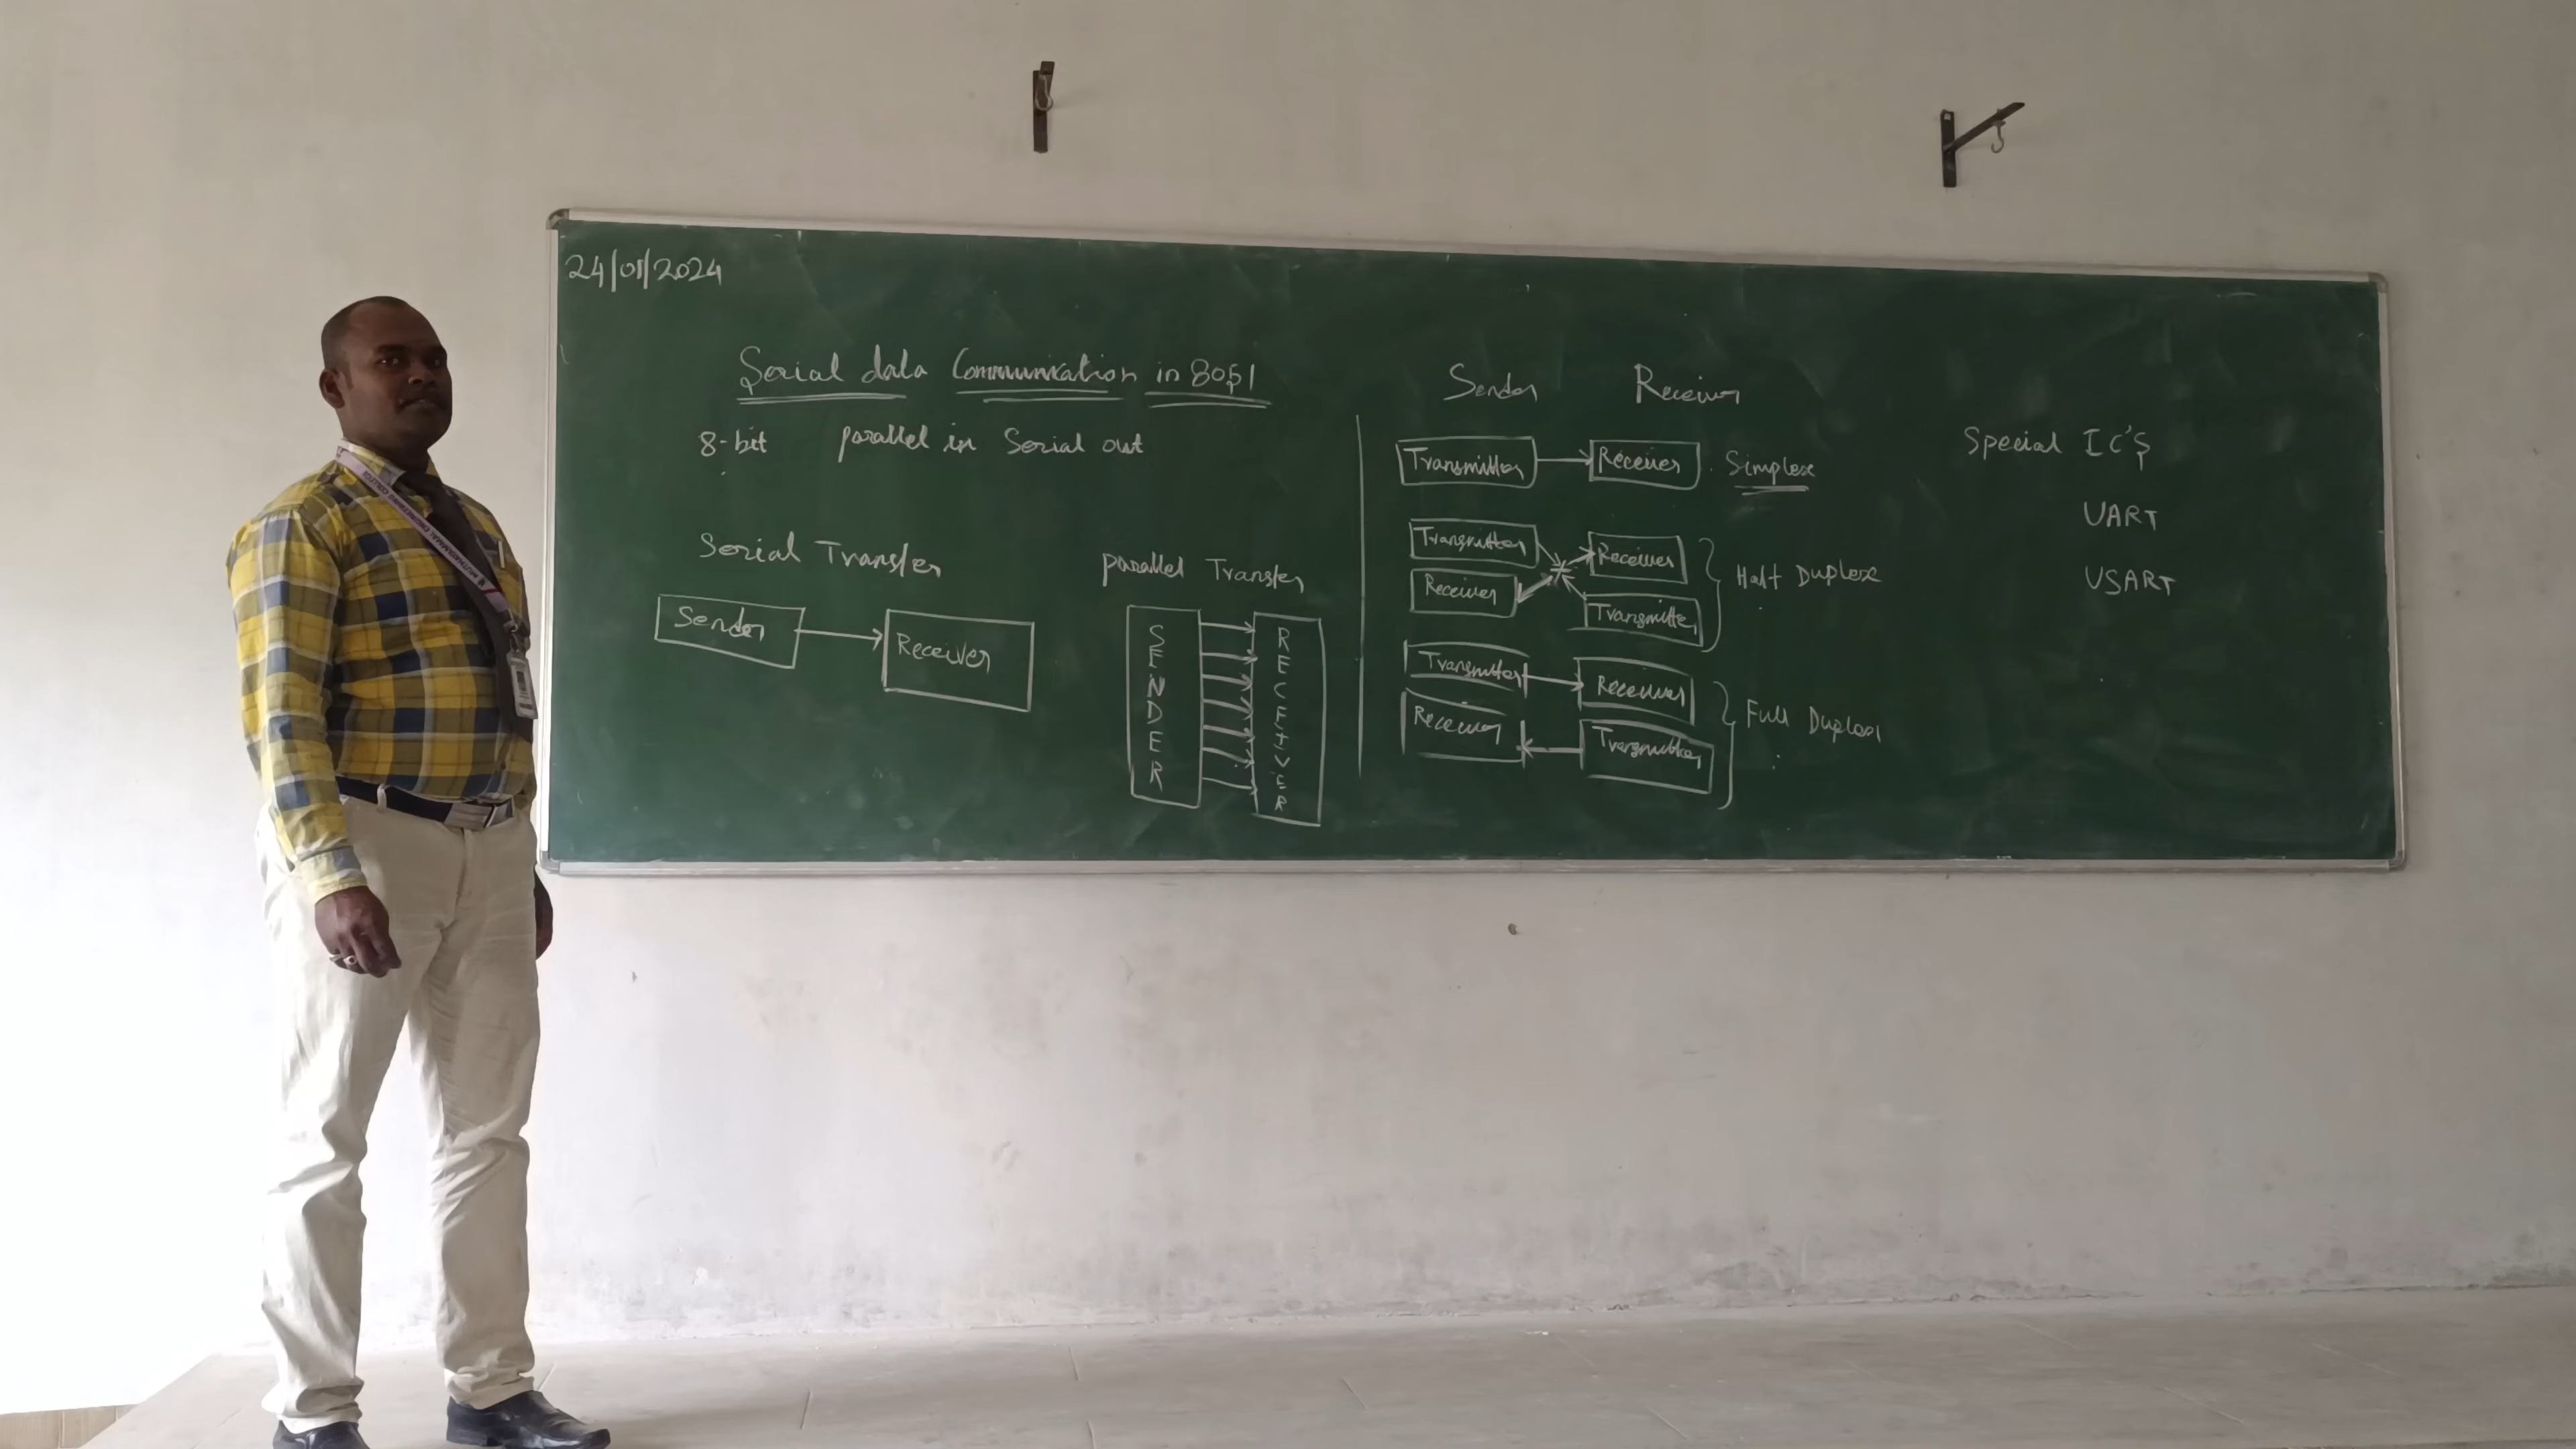 24/01/2024
Serial data Communication in 8051
8-bit parallel in Serial out
Serial Transfer
Sender
Receiver
parallel Transfer
SENDER
RECEIVER
Sender Receiver
Transmitter Receiver Simplex
Transmitter Receiver
Receiver Transmitter
Half Duplex
Transmitter Receiver
Receiver Transmitter
Full Duplex
Special IC'S
UART
USART